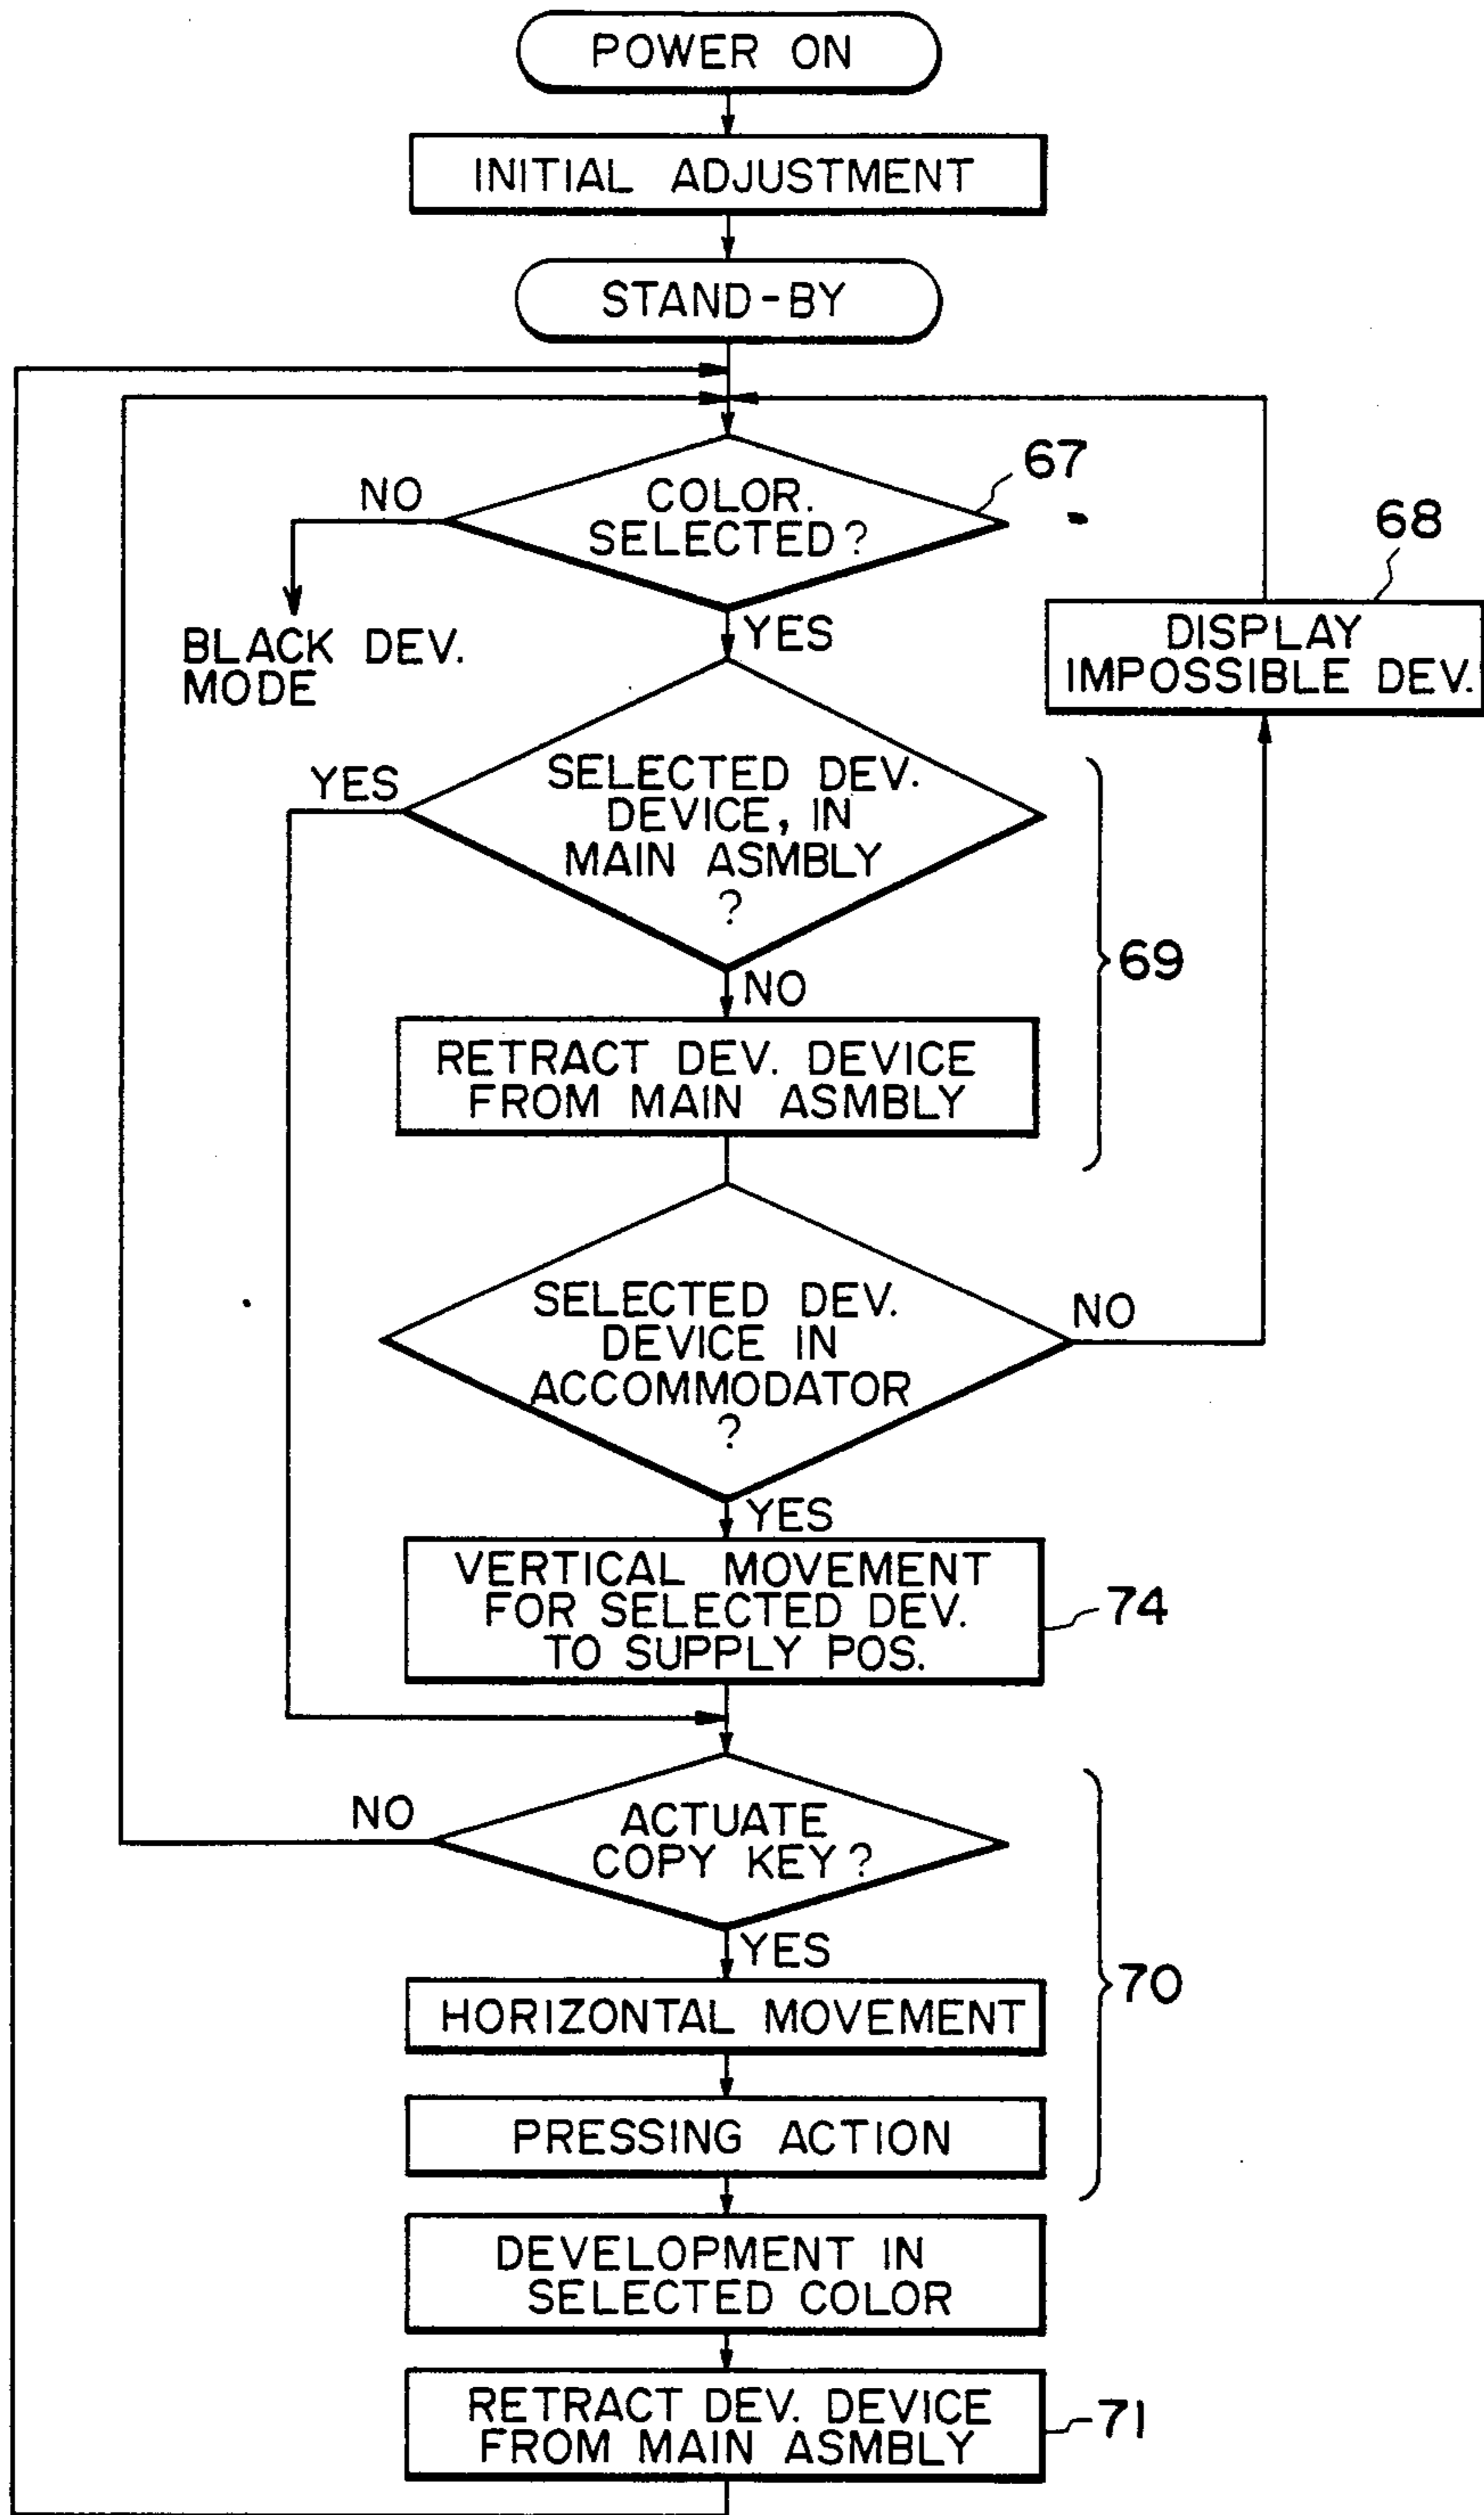 POWER ON
INITIAL ADJUSTMENT
STAND-BY
COLOR.
SELECTED?
67
NO
BLACK DEV.
MODE
YES
68
DISPLAY
IMPOSSIBLE DEV.
SELECTED DEV.
DEVICE, IN
MAIN ASMBLY
?
YES
NO
69
RETRACT DEV. DEVICE
FROM MAIN ASMBLY
SELECTED DEV.
DEVICE IN
ACCOMMODATOR
?
NO
YES
VERTICAL MOVEMENT
FOR SELECTED DEV.
TO SUPPLY POS.
74
ACTUATE
COPY KEY?
NO
YES
70
HORIZONTAL MOVEMENT
PRESSING ACTION
DEVELOPMENT IN
SELECTED COLOR
RETRACT DEV. DEVICE
FROM MAIN ASMBLY
71